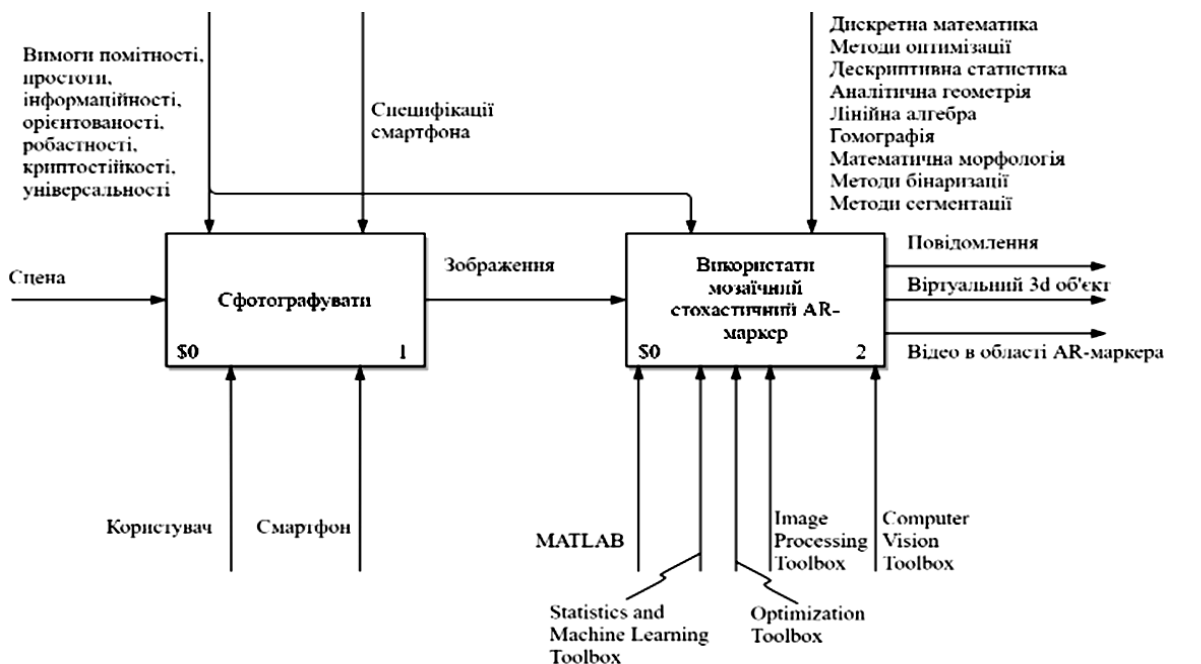 Вимоги помітності,
простоти,
інформаційності,
орієнтованості,
робастності,
криптостійкості,
універсальності
Специфікації
смартфона
Дискретна математика
Методи оптимізації
Дескриптивна статистика
Аналітична геометрія
Лінійна алгебра
Гомографія
Математична морфологія
Методи бінаризації
Методи сегментації
Сцена
Сфотографувати
$0
1
Зображення
Використати
мозаїчний
стохастичний AR-
маркер
$0
2
Повідомлення
Віртуальний 3d об'єкт
Відео в області AR-маркера
Користувач
Смартфон
MATLAB
Statistics and
Machine Learning
Toolbox
Optimization
Toolbox
Image
Processing
Toolbox
Computer
Vision
Toolbox